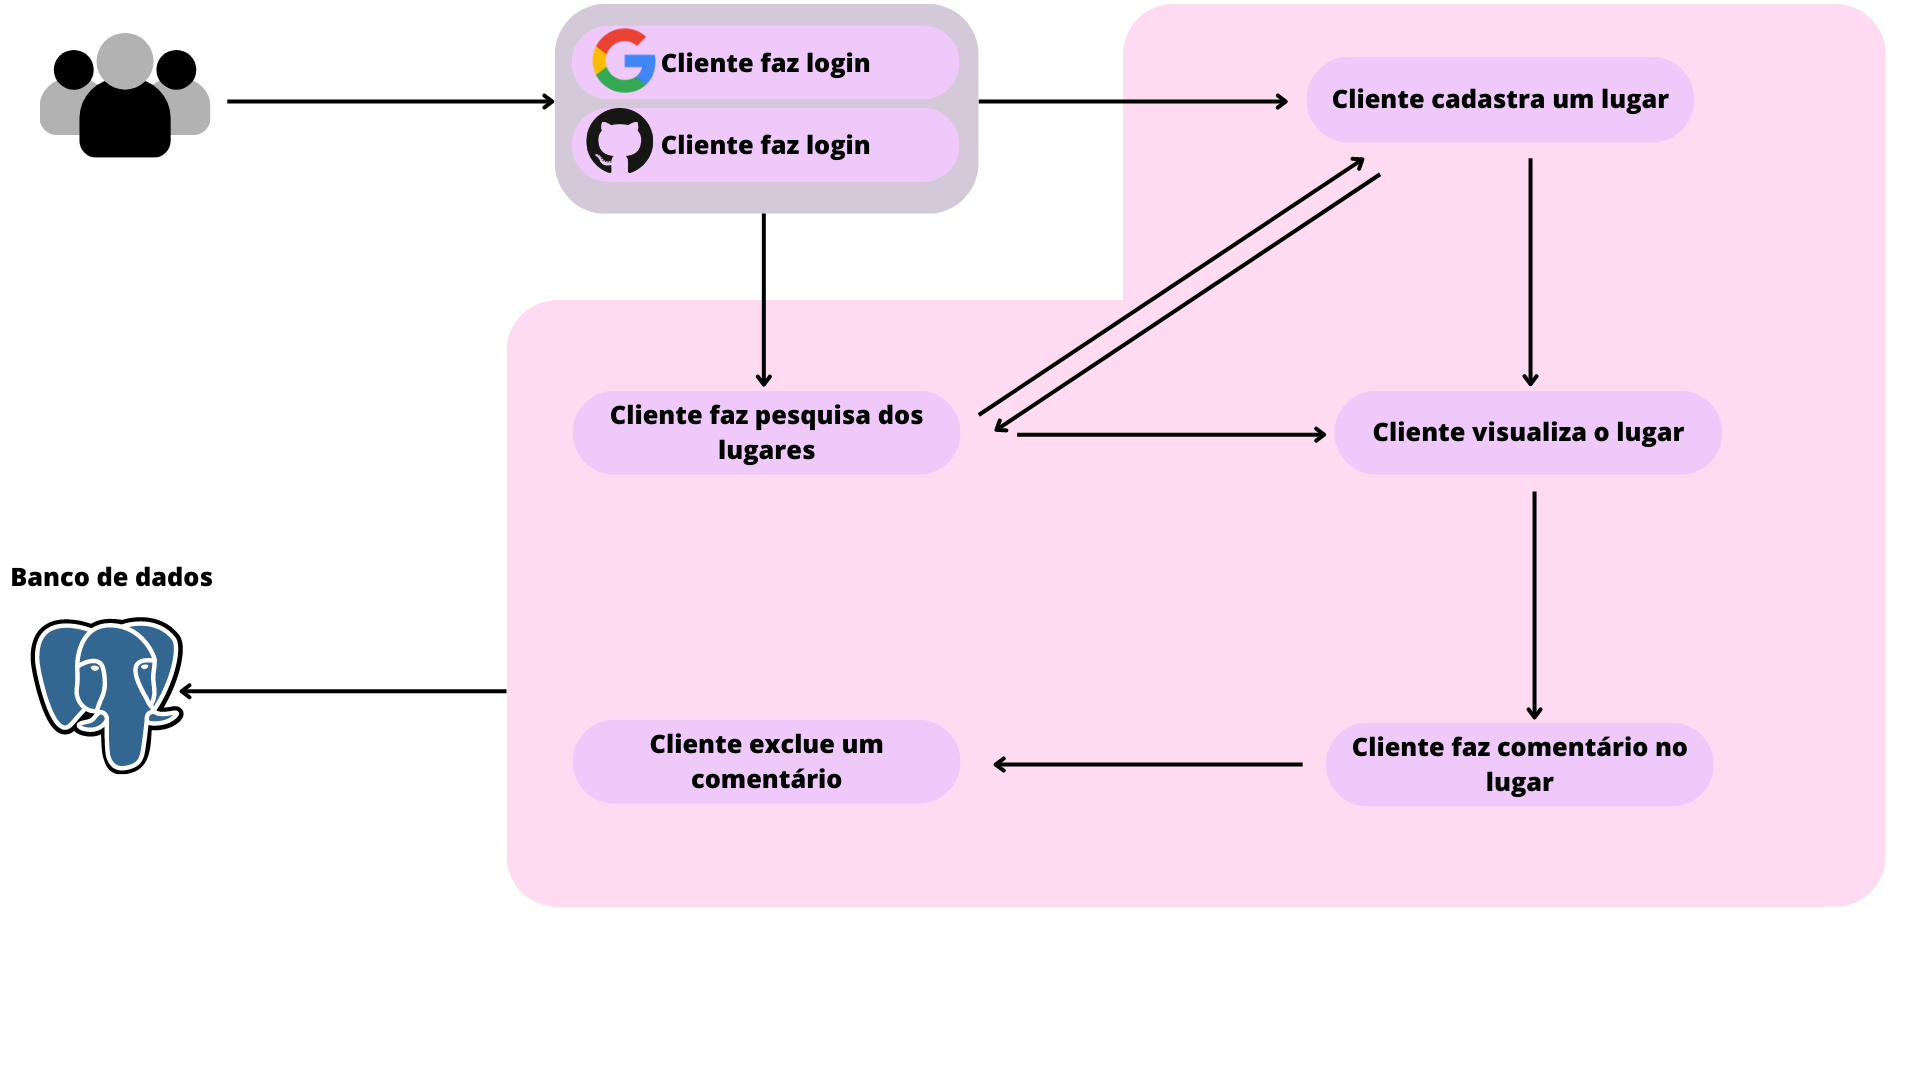 Cliente faz login
Cliente faz login
Cliente cadastra um lugar
Cliente faz pesquisa dos
lugares
Cliente visualiza o lugar
Banco de dados
Cliente exclue um
comentário
Cliente faz comentário no
lugar